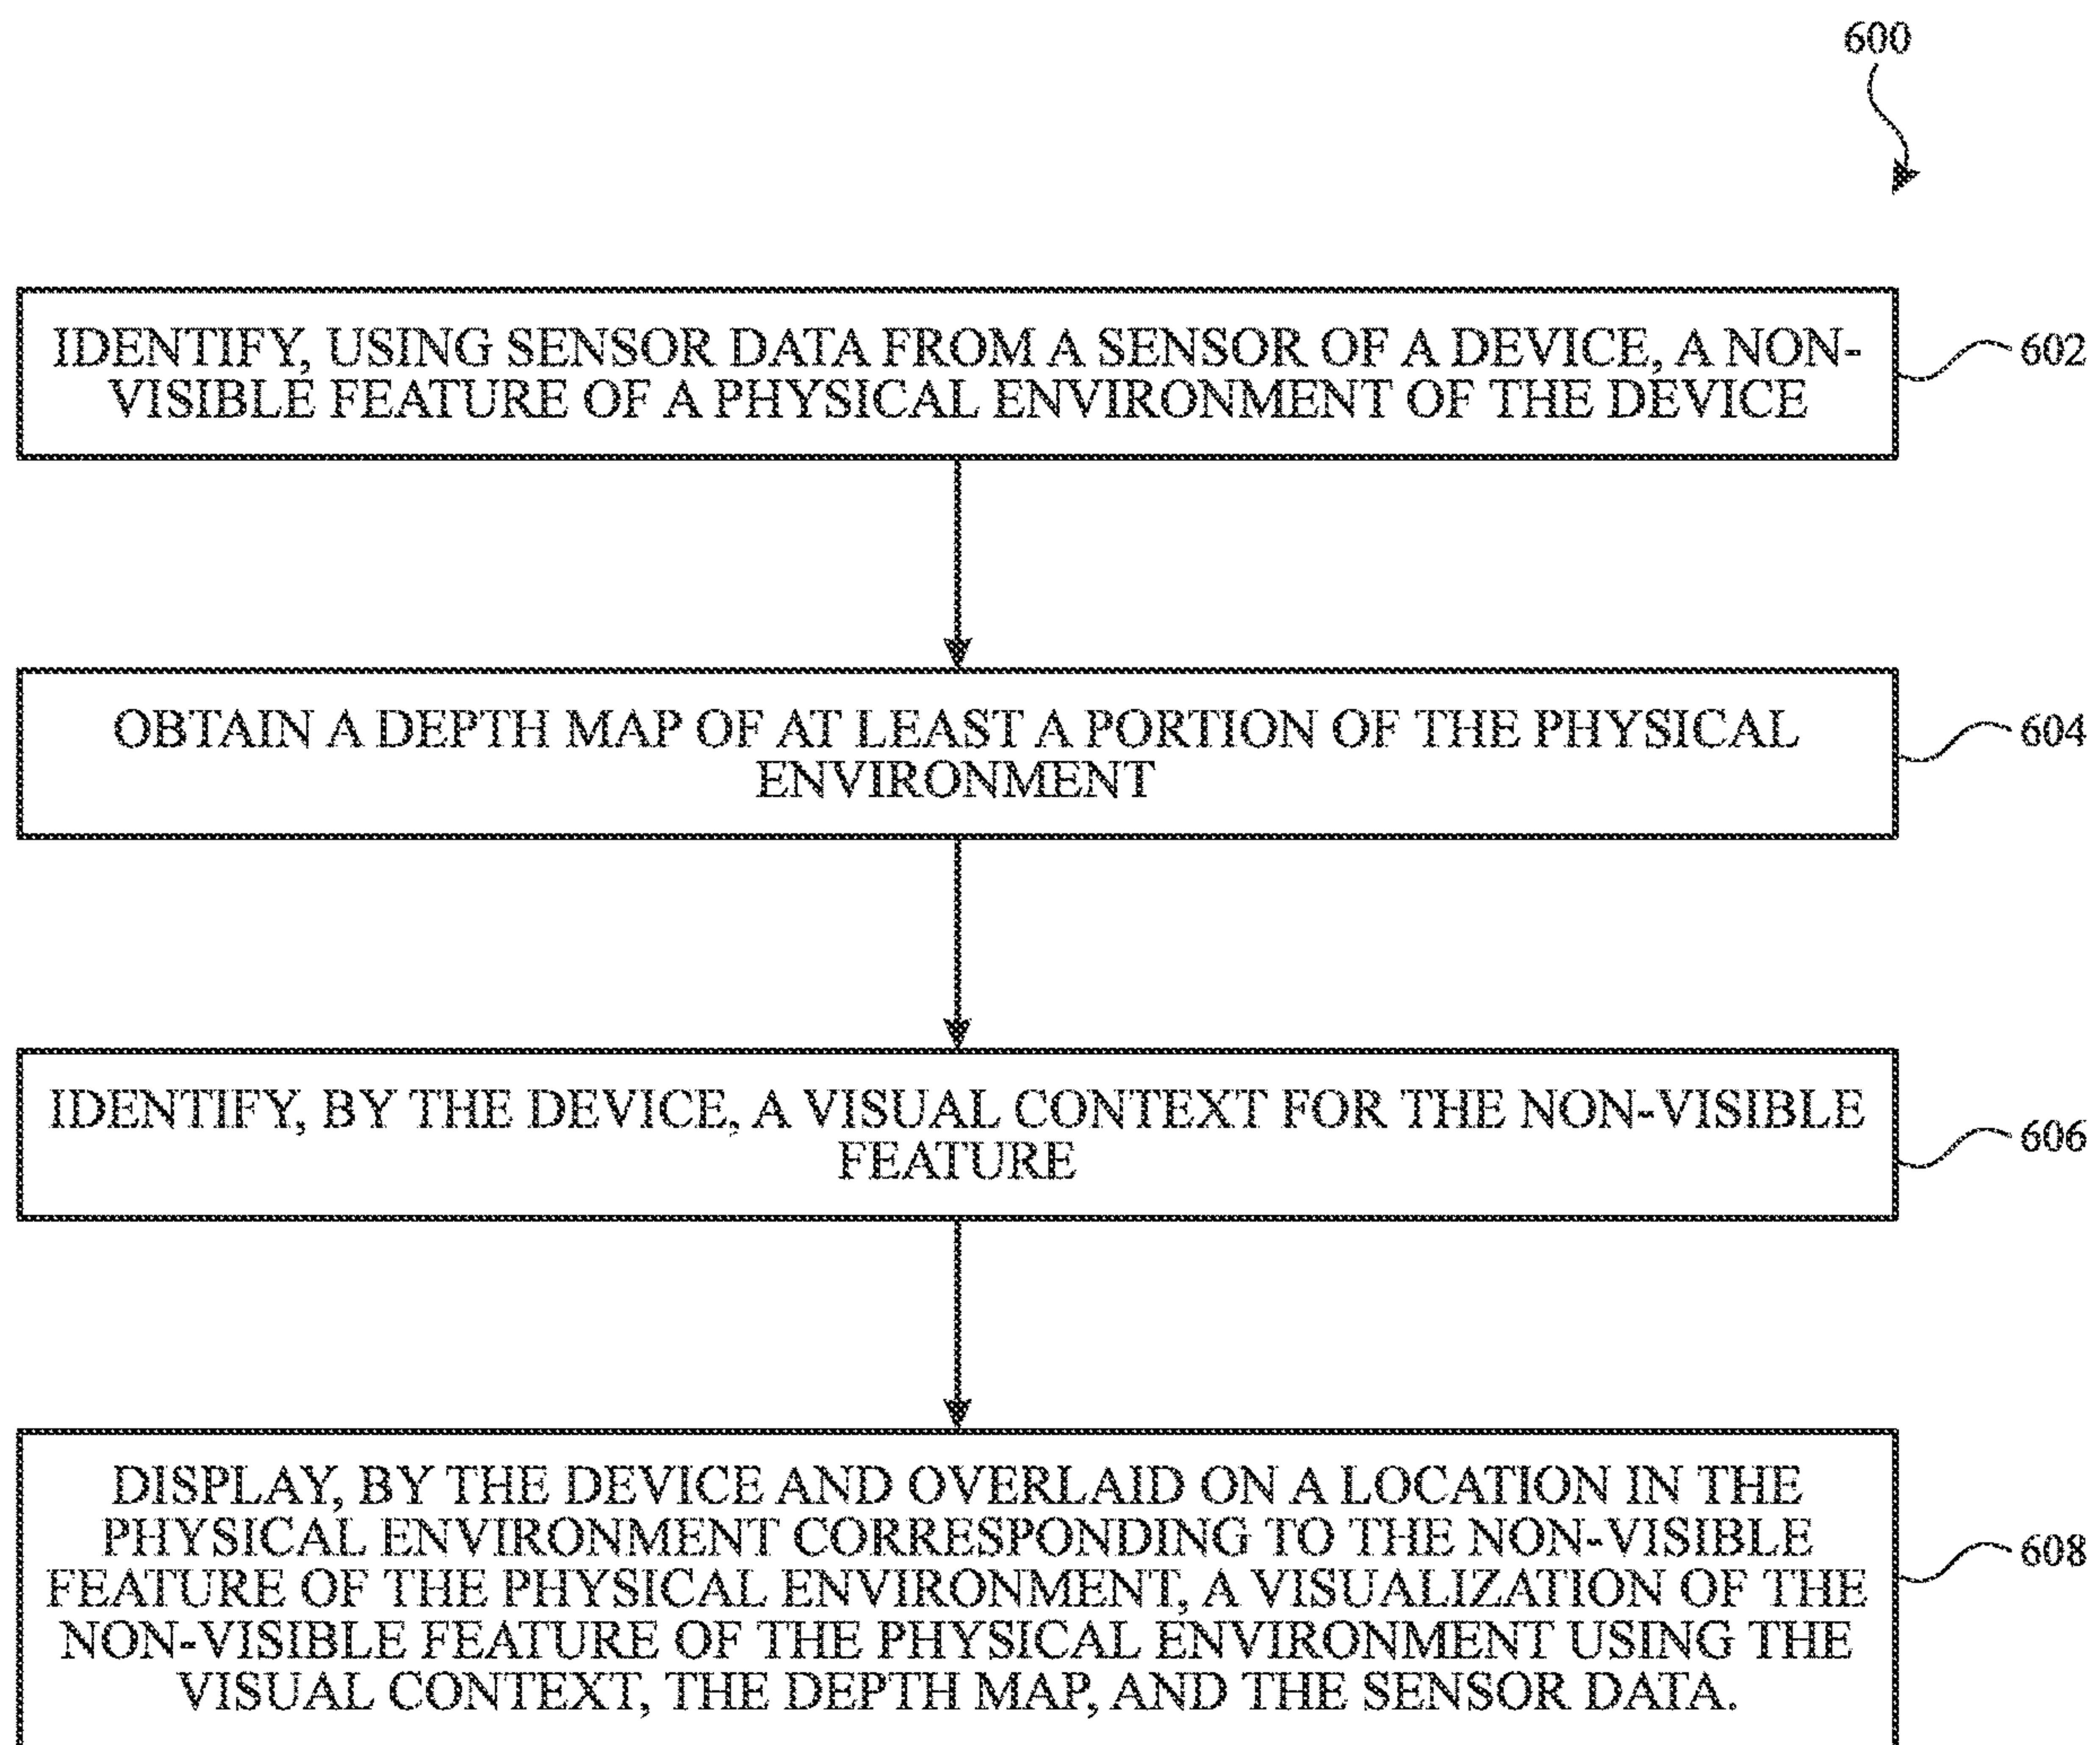 600
IDENTIFY, USING SENSOR DATA FROM A SENSOR OF A DEVICE, A NON-
VISIBLE FEATURE OF A PHYSICAL ENVIRONMENT OF THE DEVICE
602
OBTAIN A DEPTH MAP OF AT LEAST A PORTION OF THE PHYSICAL
ENVIRONMENT
604
IDENTIFY, BY THE DEVICE, A VISUAL CONTEXT FOR THE NON-VISIBLE
FEATURE
606
DISPLAY, BY THE DEVICE AND OVERLAID ON A LOCATION IN THE
PHYSICAL ENVIRONMENT CORRESPONDING TO THE NON-VISIBLE
FEATURE OF THE PHYSICAL ENVIRONMENT, A VISUALIZATION OF THE
NON-VISIBLE FEATURE OF THE PHYSICAL ENVIRONMENT USING THE
VISUAL CONTEXT, THE DEPTH MAP, AND THE SENSOR DATA.
608